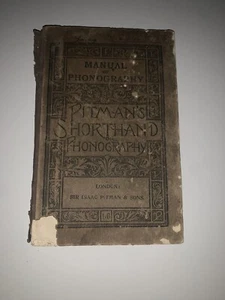 MANUAL
OF
PHONOGRAPHY
PITMAN'S
SHORTHAND
PHONOGRAPHY
LONDON:
SIR ISAAC PITMAN & SONS